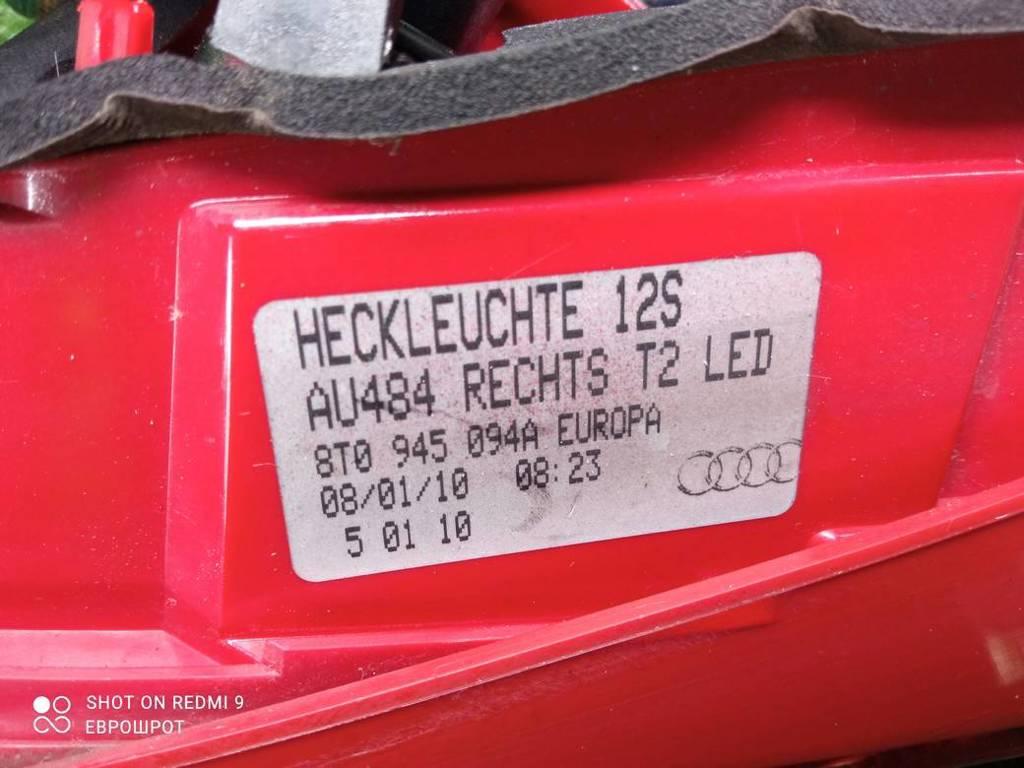 HECKLEUCHTE 12S
AU484 RECHTS T2 LED
8T0 945 094A EUROPA
08/01/10 08:23
5 01 10
SHOT ON REDMI 9
ЕВРОШРОТ